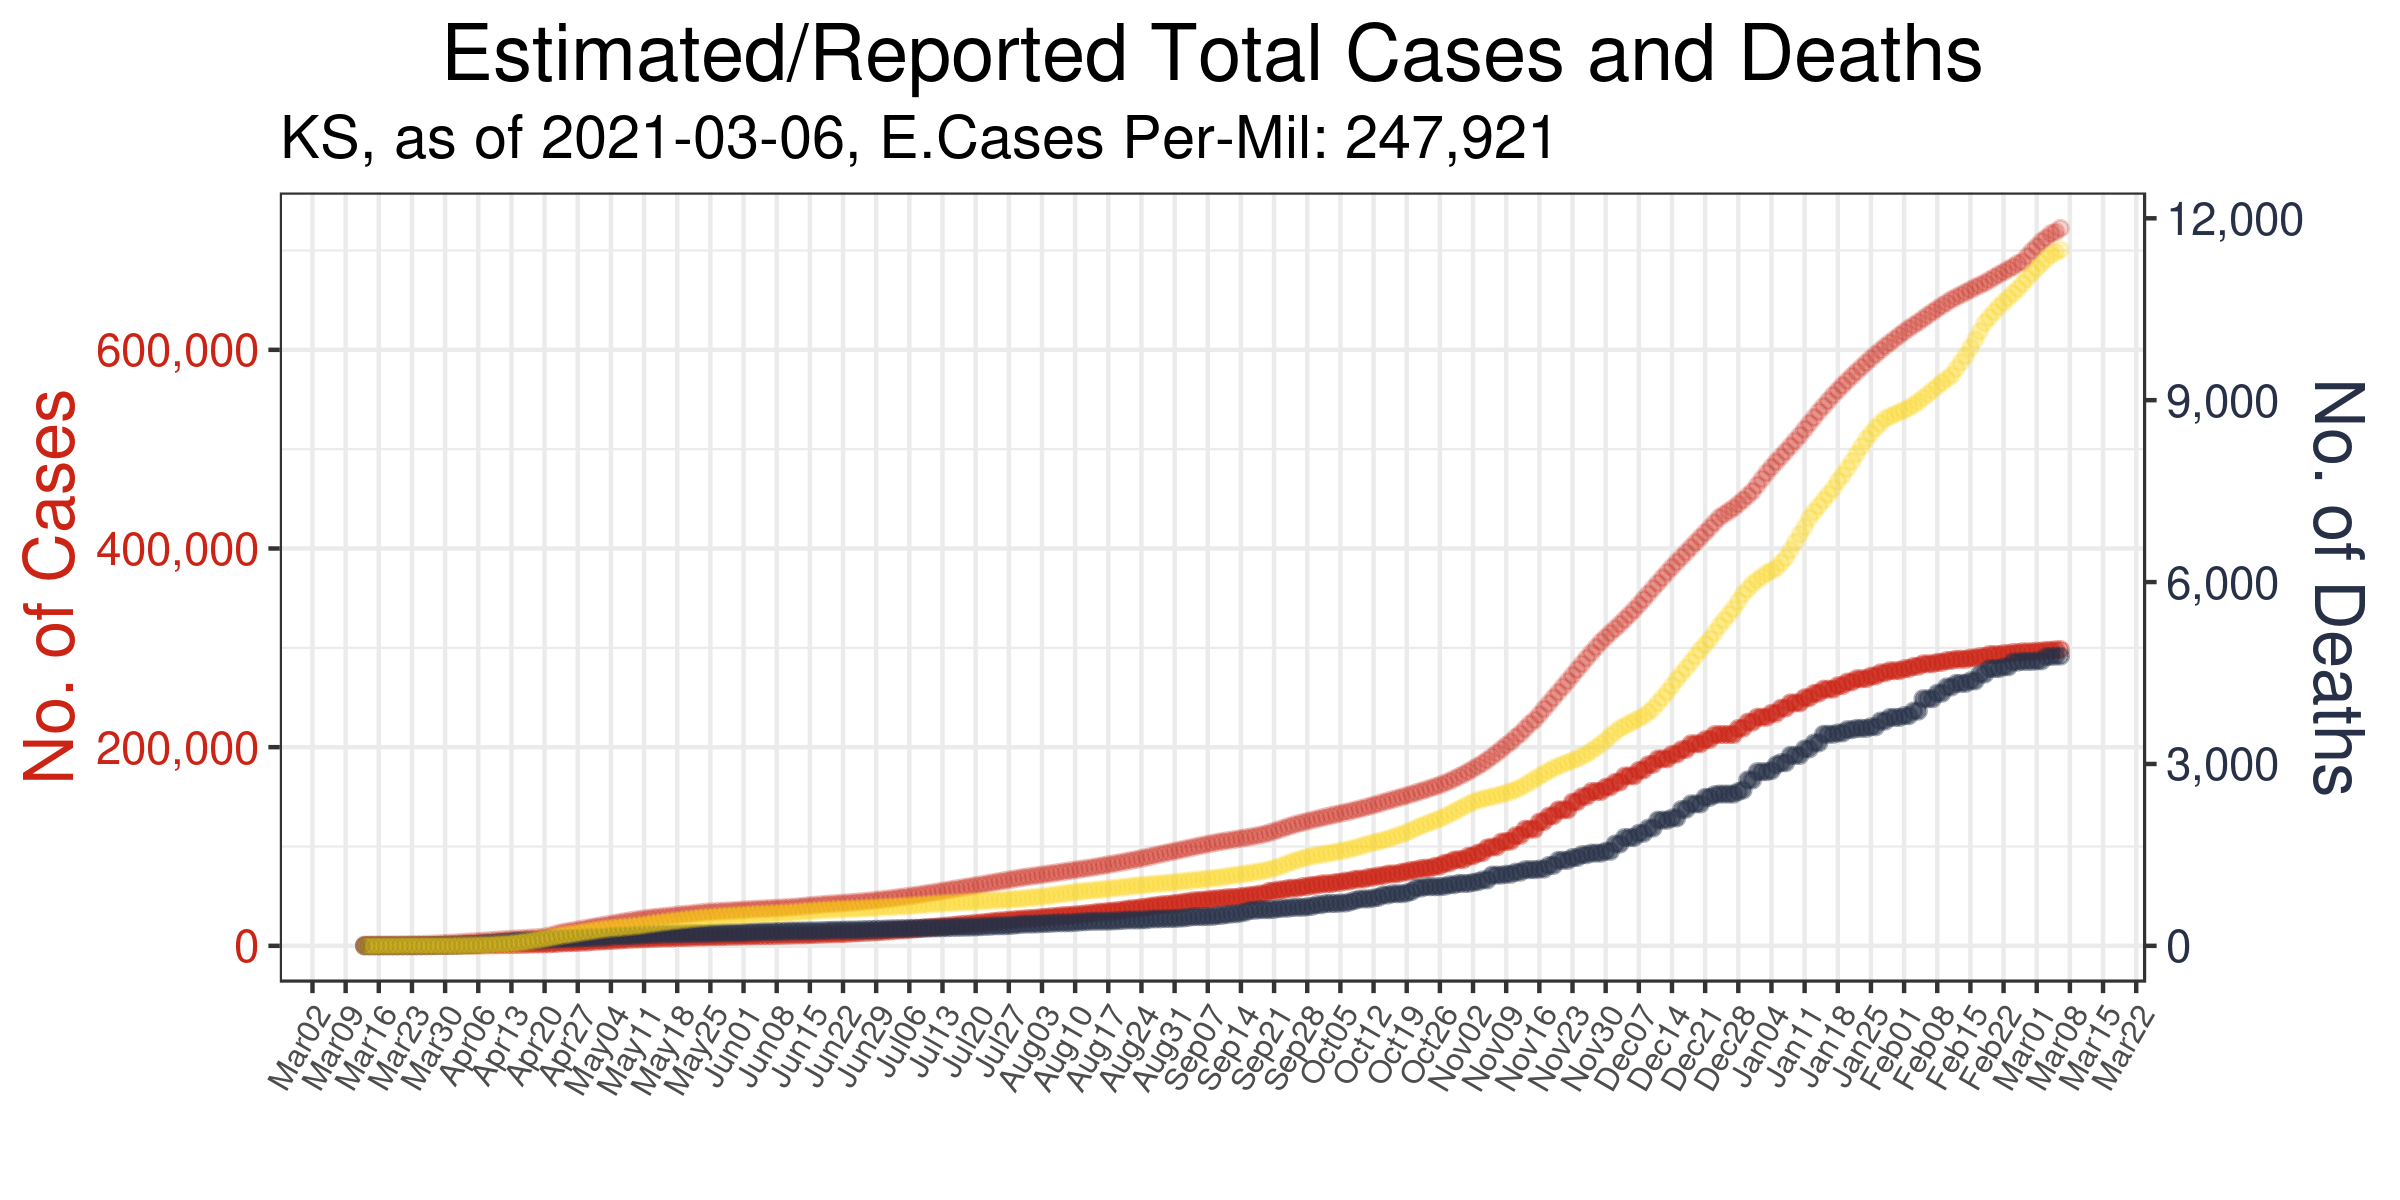 Estimated/Reported Total Cases and Deaths
KS, as of 2021-03-06, E.Cases Per-Mil: 247,921
No. of Cases
600,000
400,000
200,000
0
12,000
9,000
6,000
3,000
0
No. of Deaths
Mar02
Mar09
Mar16
Mar23
Mar30
Apr06
Apr13
Apr20
Apr27
May04
May11
May18
May25
Jun01
Jun08
Jun15
Jun22
Jun29
Jul06
Jul13
Jul20
Jul27
Aug03
Aug10
Aug17
Aug24
Aug31
Sep07
Sep14
Sep21
Sep28
Oct05
Oct12
Oct19
Oct26
Nov02
Nov09
Nov16
Nov23
Nov30
Dec07
Dec14
Dec21
Dec28
Jan04
Jan11
Jan18
Jan25
Feb01
Feb08
Feb15
Feb22
Mar01
Mar08
Mar15
Mar22